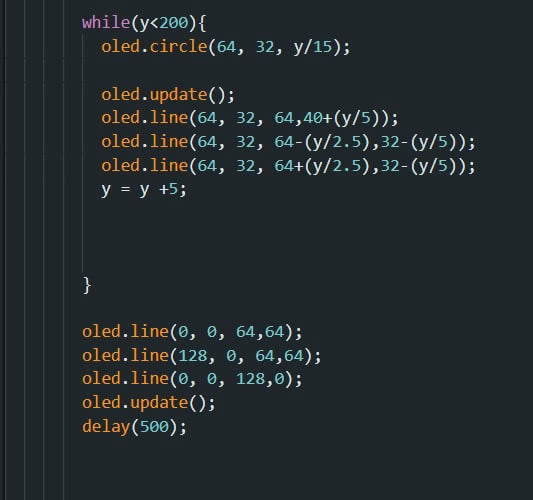 while(y<200){
oled.circle(64, 32, y/15);
oled.update();
oled.line(64, 32, 64,40+(y/5));
oled.line(64, 32, 64-(y/2.5),32-(y/5));
oled.line(64, 32, 64+(y/2.5),32-(y/5));
y = y +5;
}
oled.line(0, 0, 64,64);
oled.line(128, 0, 64,64);
oled.line(0, 0, 128,0);
oled.update();
delay(500);